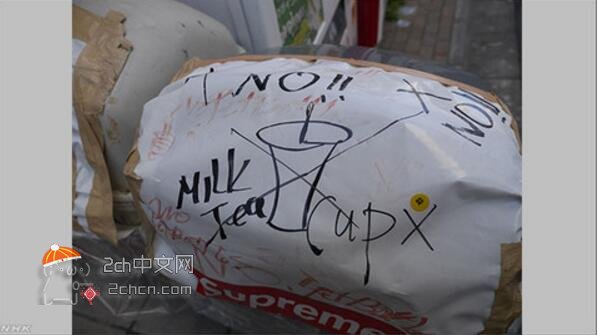 NO!!
X
NO!!
Milk
Tea
Cup X
Supreme
2ch中文网
2chcn.com
NHK